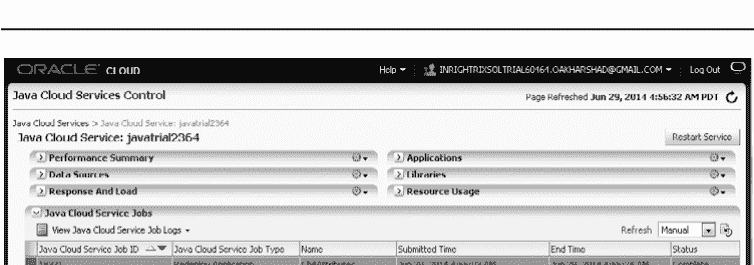 ORACLE CLOUD Help INRIGHTRIXSOLTRIAL60461.OAKHARSHAD@GMAIL.COM Log Out
Java Cloud Services Control Page Refreshed Jun 29, 2014 4:56:32 AM PDT
Java Cloud Services > Java Cloud Service: javatrial2364
Java Cloud Service: javatrial2364 Restart Service
Performance Summary Applications
Data Sources Libraries
Response And Load Resource Usage
Java Cloud Service Jobs
View Java Cloud Service Job Logs Refresh Manual
Java Cloud Service Job ID Java Cloud Service Job Type Name Submitted Time End Time Status
Application Complete